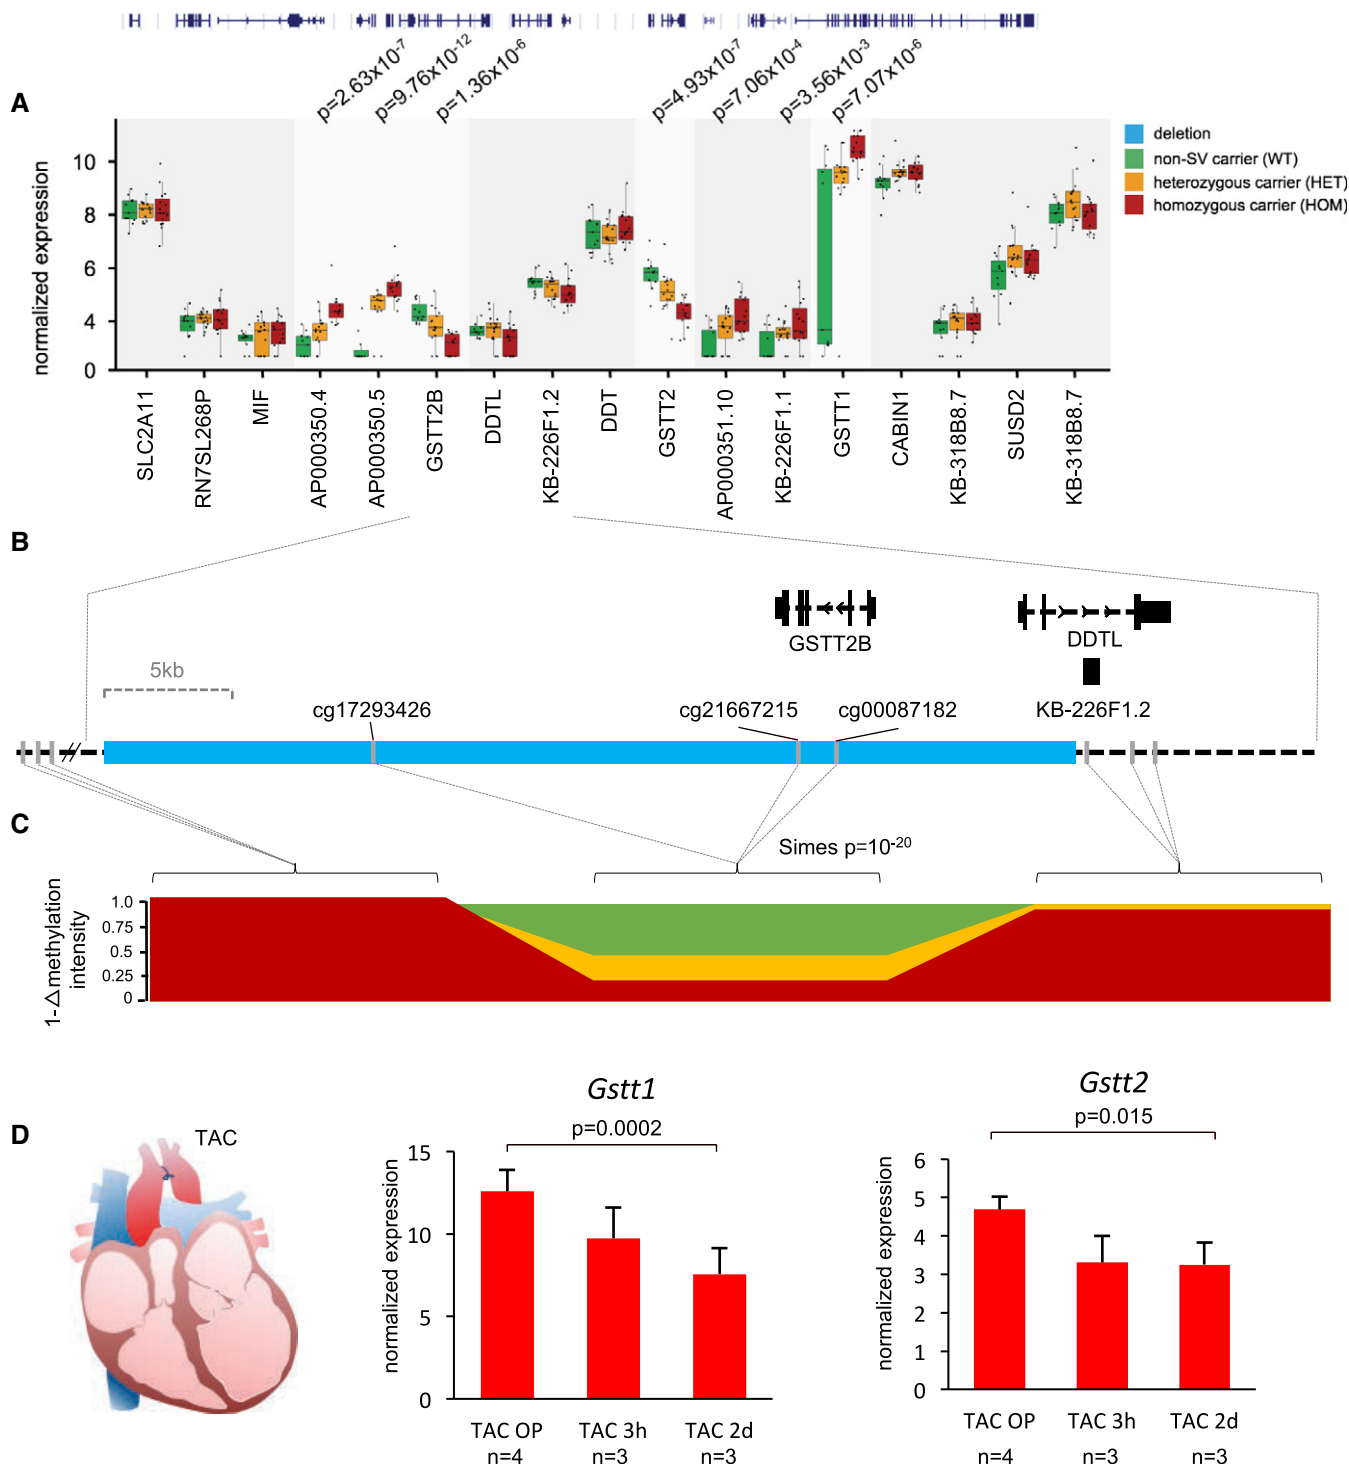 A
p=2.63x10-7
p=9.76x10-12
p=1.36x10-6
p=4.93x10-7
p=7.06x10-4
p=3.56x10-3
p=7.07x10-6
deletion
non-SV carrier (WT)
heterozygous carrier (HET)
homozygous carrier (HOM)
normalized expression
10
8
6
4
0
SLC2A11
RN7SL268P
MIF
AP000350.4
AP000350.5
GSTT2B
DDTL
KB-226F1.2
DDT
GSTT2
AP000351.10
KB-226F1.1
GSTT1
CABIN1
KB-318B8.7
SUSD2
KB-318B8.7
B
GSTT2B
DDTL
5kb
cg17293426
cg21667215
cg00087182
KB-226F1.2
C
Simes p=10-20
1-△methylation
intensity
1.0
0.75
0.5
0.25
0
D
TAC
Gstt1
p=0.0002
normalized expression
15
10
5
0
TAC OP
TAC 3h
TAC 2d
n=4
n=3
n=3
Gstt2
p=0.015
normalized expression
6
5
4
3
2
1
0
TAC OP
TAC 3h
TAC 2d
n=4
n=3
n=3